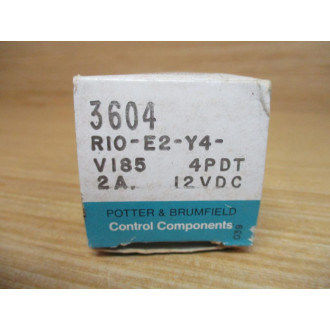 3604
R10-E2-Y4-
V185 4PDT
2A. 12VDC
POTTER & BRUMFIELD
Control Components